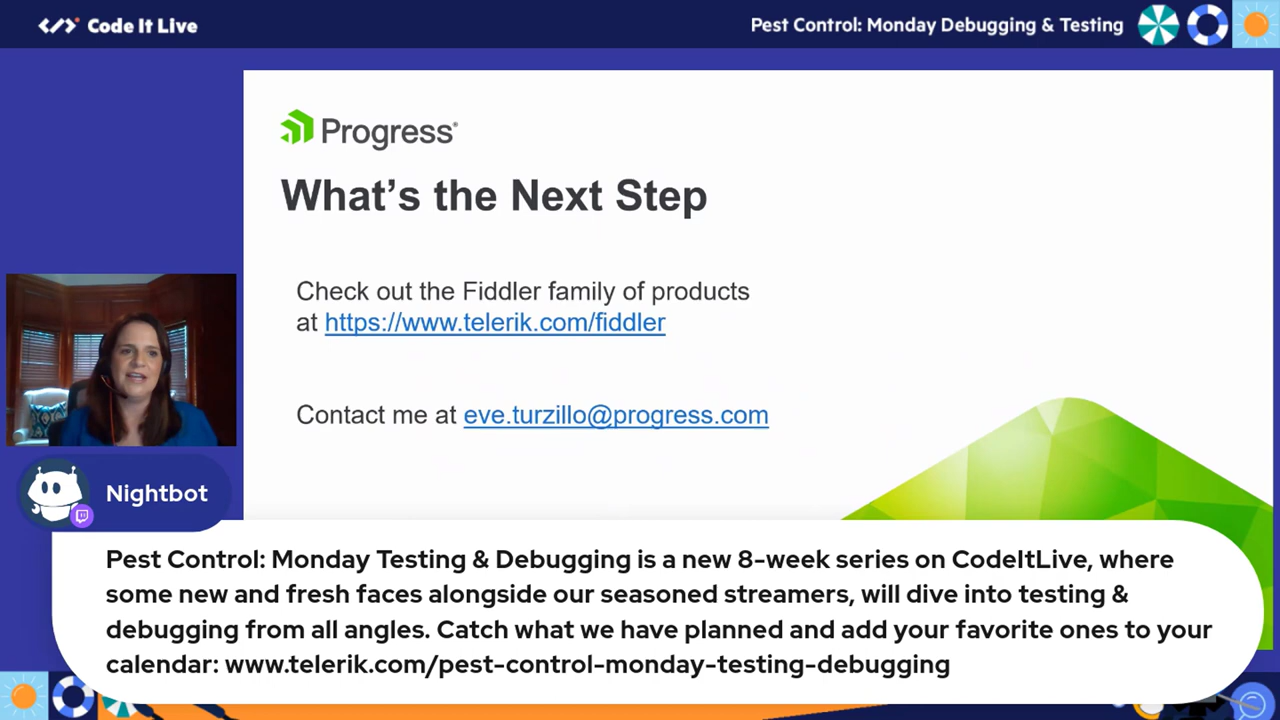 Code It Live
Pest Control: Monday Debugging & Testing
Progress®
What's the Next Step
Check out the Fiddler family of products
at https://www.telerik.com/fiddler
Contact me at eve.turzillo@progress.com
Nightbot
Pest Control: Monday Testing & Debugging is a new 8-week series on CodeItLive, where
some new and fresh faces alongside our seasoned streamers, will dive into testing &
debugging from all angles. Catch what we have planned and add your favorite ones to your
calendar: www.telerik.com/pest-control-monday-testing-debugging